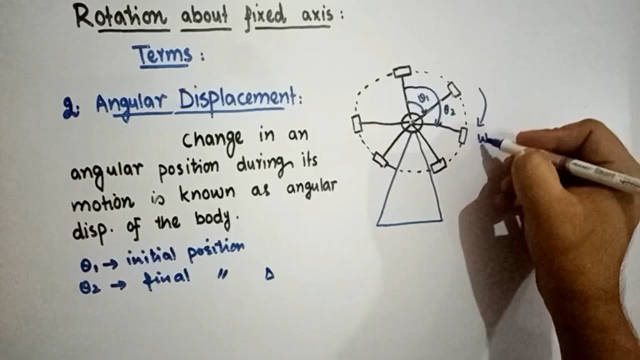 Rotation about fixed axis:
Terms:
2. Angular Displacement:
change in an
angular position during its
motion is known as angular
disp. of the body.
θ₁ → initial position
θ₂ → final " Δ
θ₁
θ₂
ω